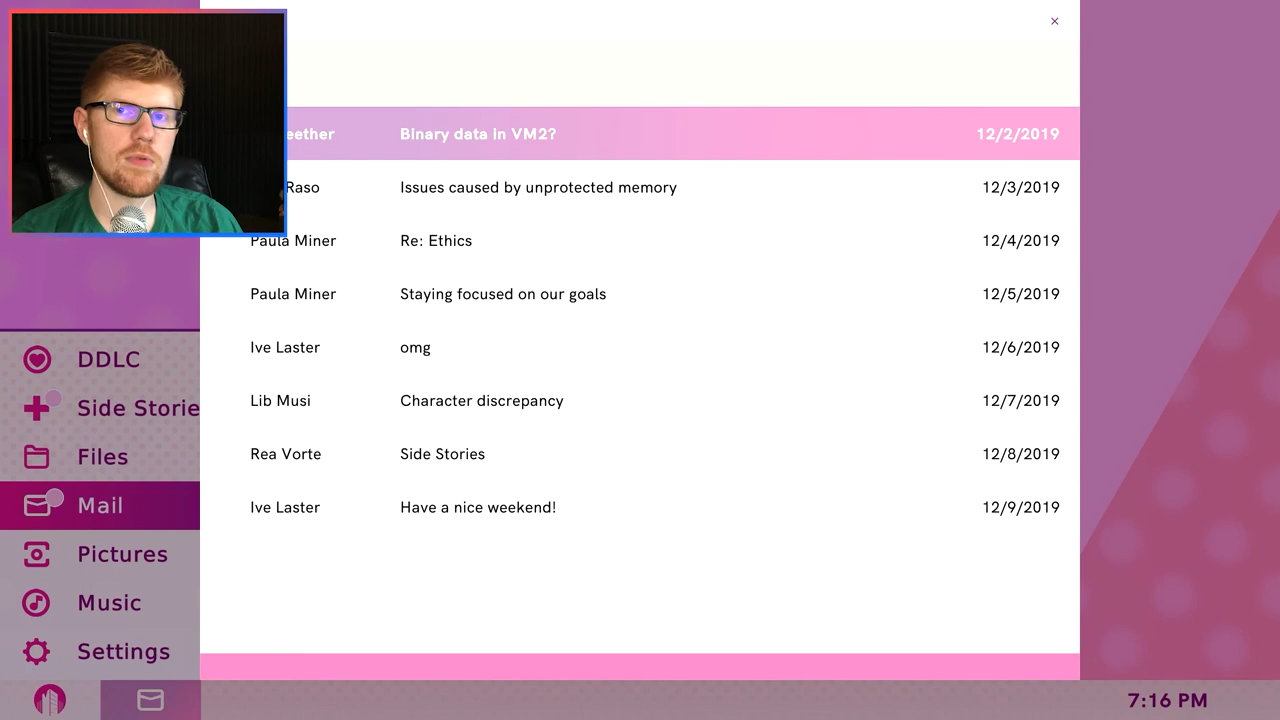 ×
Binary data in VM2? 12/2/2019
Raso Issues caused by unprotected memory 12/3/2019
Paula Miner Re: Ethics 12/4/2019
Paula Miner Staying focused on our goals 12/5/2019
Ive Laster omg 12/6/2019
Lib Musi Character discrepancy 12/7/2019
Rea Vorte Side Stories 12/8/2019
Ive Laster Have a nice weekend! 12/9/2019
DDLC
Side Storie
Files
Mail
Pictures
Music
Settings
7:16 PM